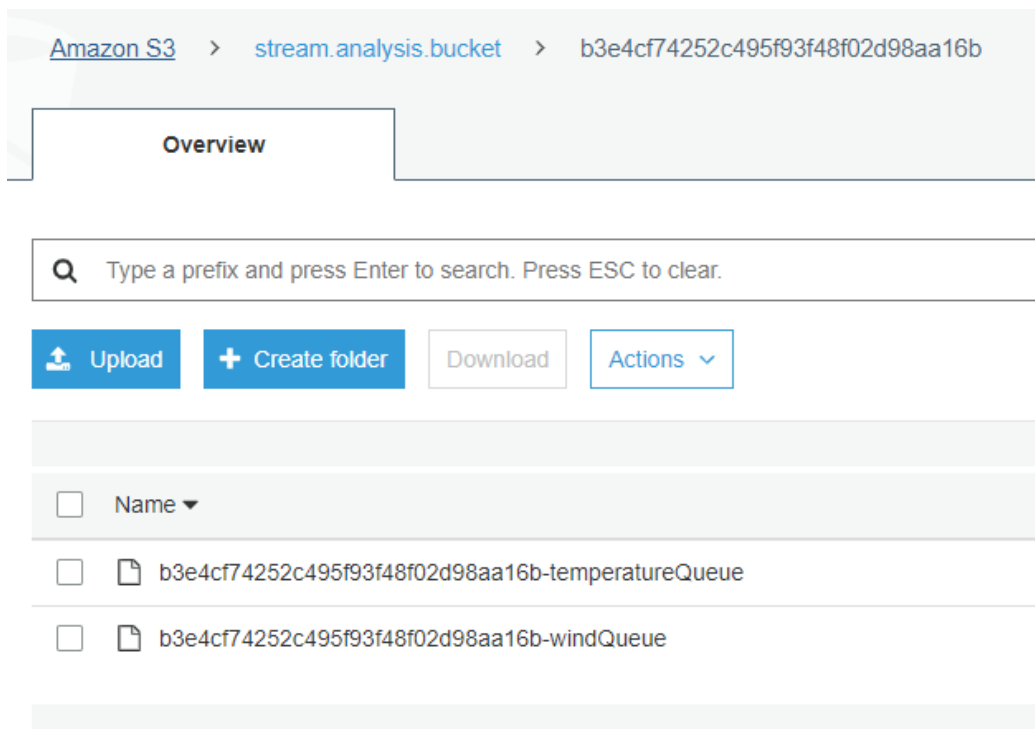 Amazon S3 > stream.analysis.bucket > b3e4cf74252c495f93f48f02d98aa16b
Overview
Type a prefix and press Enter to search. Press ESC to clear.
Upload Create folder Download Actions
Name
b3e4cf74252c495f93f48f02d98aa16b-temperatureQueue
b3e4cf74252c495f93f48f02d98aa16b-windQueue